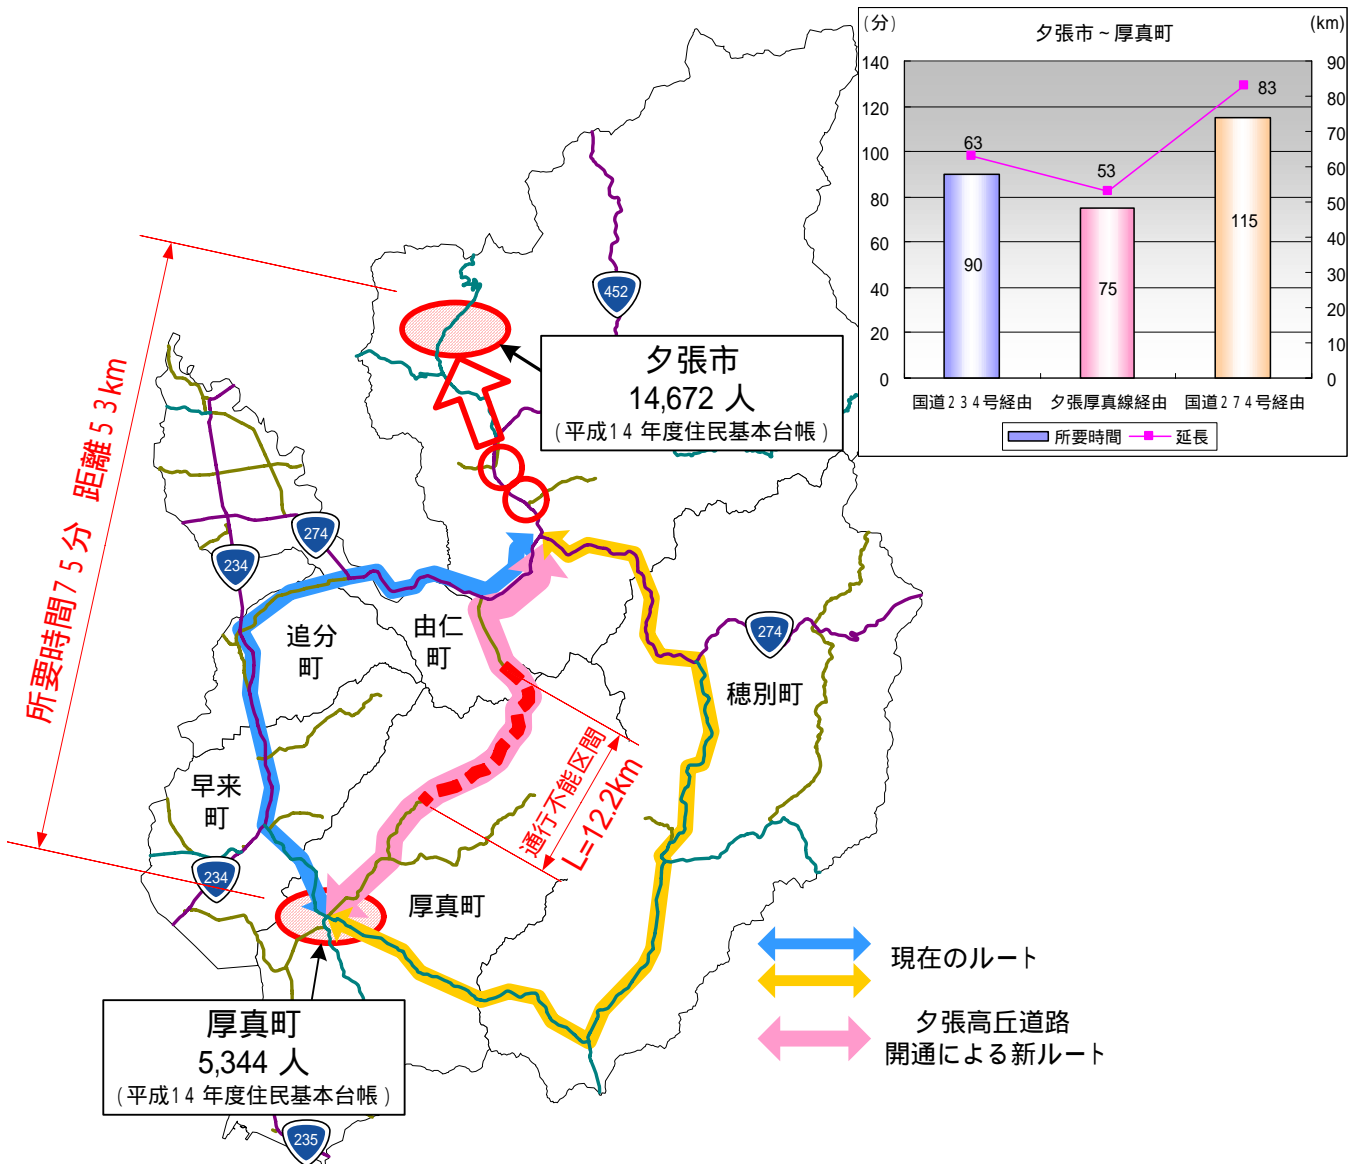 (分)
(km)
夕張市～厚真町
140
120
100
80
60
40
20
0
90
80
70
60
50
40
30
20
10
0
63
53
83
90
75
115
国道234号経由
夕張厚真線経由
国道274号経由
所要時間
延長
452
夕張市
14,672 人
(平成14年度住民基本台帳)
所要時間75分 距離53km
274
234
追分
町
由仁
町
274
穂別町
早来
町
通行不能区間
L=12.2km
234
厚真町
厚真町
5,344 人
(平成14年度住民基本台帳)
235
現在のルート
夕張高丘道路
開通による新ルート